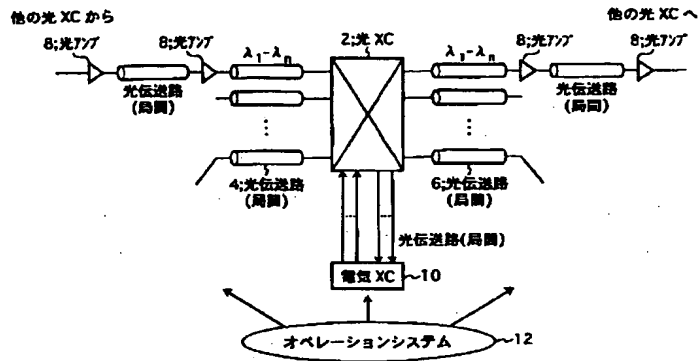 他の光 XC から
他の光 XC へ
8;光アンプ
8;光アンプ
λ1-λn
2;光 XC
λ1-λn
8;光アンプ
8;光アンプ
光伝送路
(局間)
光伝送路
(局間)
4;光伝送路
(局間)
6;光伝送路
(局間)
光伝送路(局間)
電気 XC
10
オペレーションシステム
12